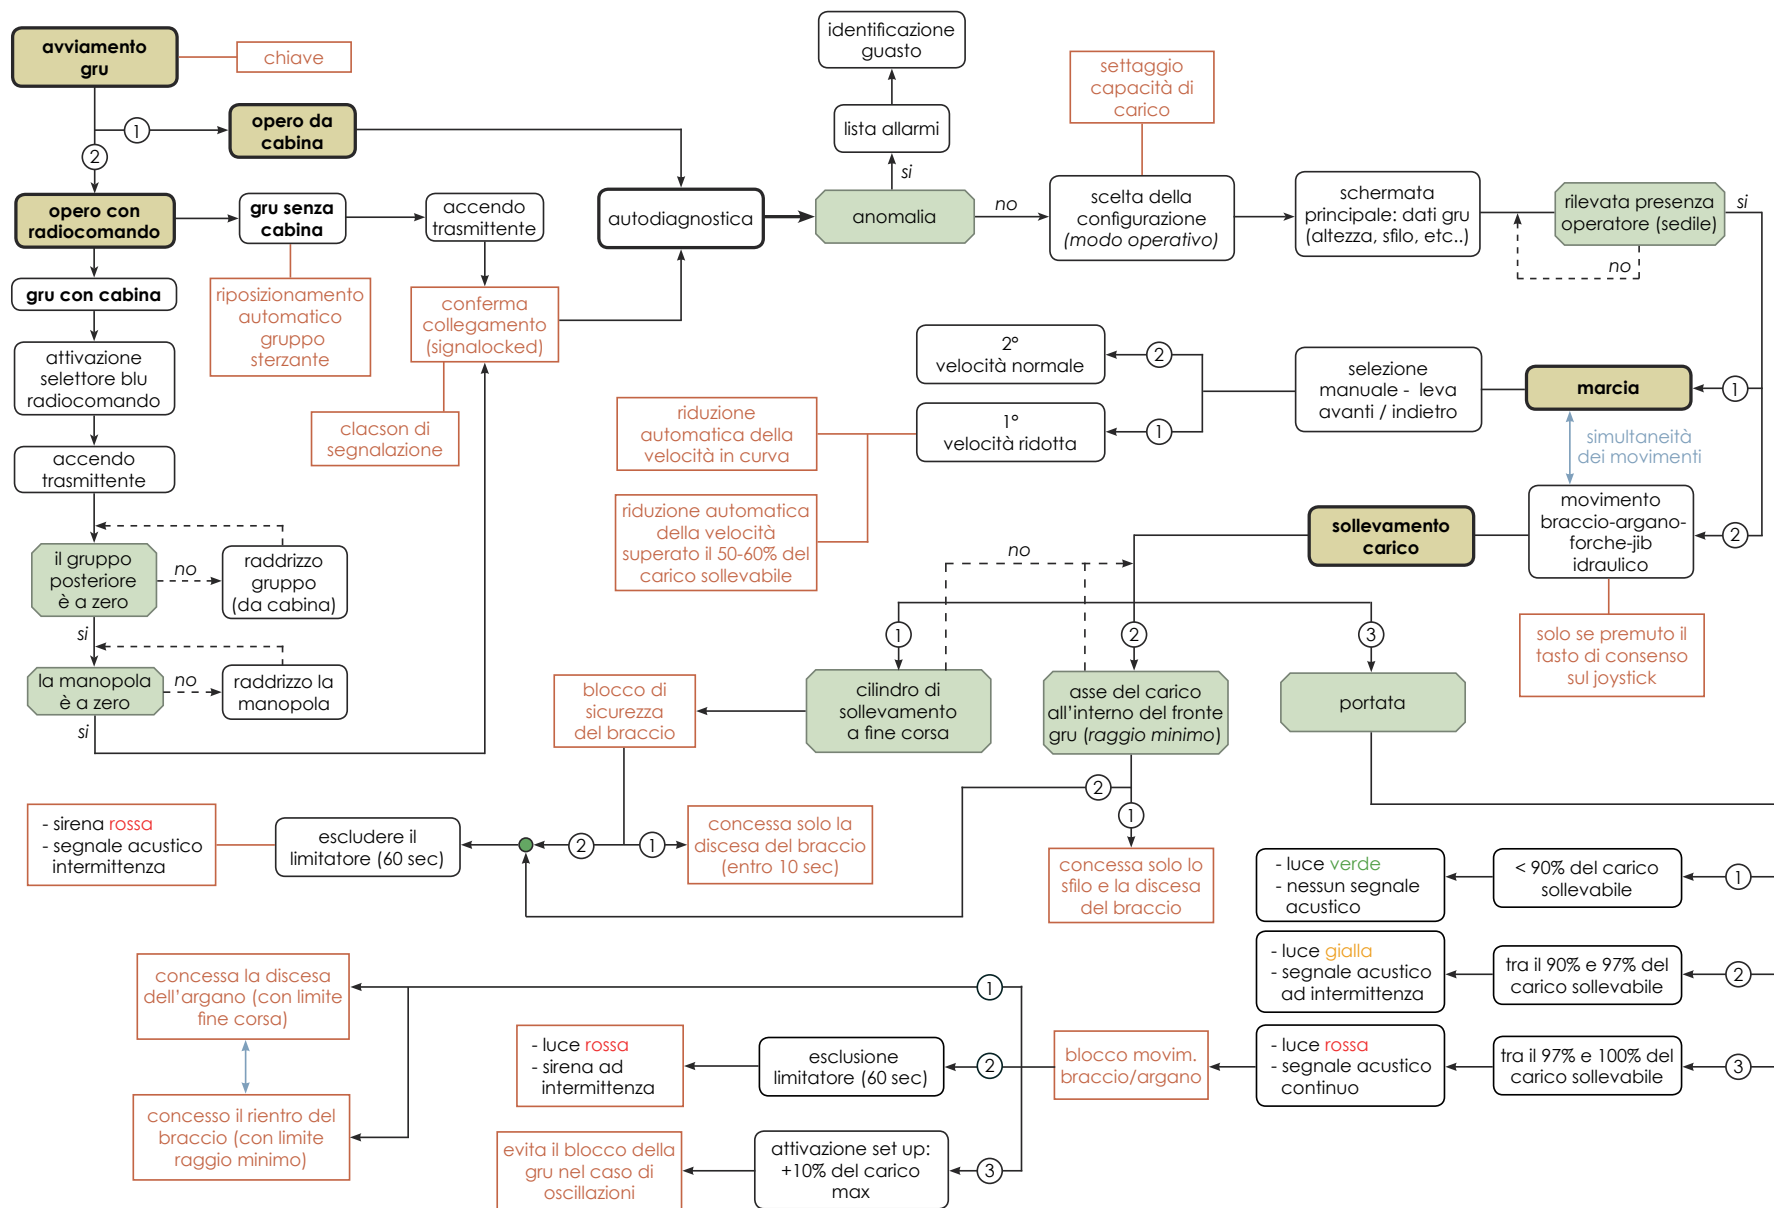 avviamento
gru
chiave
1
2
opero da
cabina
opero con
radiocomando
gru senza
cabina
accendo
trasmittente
riposizionamento
automatico
gruppo
sterzante
conferma
collegamento
(signalocked)
clacson di
segnalazione
gru con cabina
attivazione
selettore blu
radiocomando
accendo
trasmittente
il gruppo
posteriore
è a zero
no
raddrizzo
gruppo
(da cabina)
si
la manopola
è a zero
no
raddrizzo la
manopola
si
autodiagnostica
anomalia
si
lista allarmi
identificazione
guasto
no
settaggio
capacità di
carico
scelta della
configurazione
(modo operativo)
schermata
principale: dati gru
(altezza, sfilo, etc..)
rilevata presenza
operatore (sedile)
si
no
1
marcia
selezione
manuale - leva
avanti / indietro
2
2°
velocità normale
1
1°
velocità ridotta
riduzione
automatica della
velocità in curva
riduzione automatica
della velocità
superato il 50-60% del
carico sollevabile
simultaneità
dei movimenti
2
movimento
braccio-argano-
forche-jib
idraulico
solo se premuto il
tasto di consenso
sul joystick
sollevamento
carico
no
1
2
3
cilindro di
sollevamento
a fine corsa
asse del carico
all'interno del fronte
gru (raggio minimo)
portata
blocco di
sicurezza
del braccio
2
1
1
2
concessa solo la
discesa del braccio
(entro 10 sec)
escludere il
limitatore (60 sec)
- sirena rossa
- segnale acustico
intermittenza
concessa solo lo
sfilo e la discesa
del braccio
1
< 90% del carico
sollevabile
- luce verde
- nessun segnale
acustico
2
tra il 90% e 97% del
carico sollevabile
- luce gialla
- segnale acustico
ad intermittenza
3
tra il 97% e 100% del
carico sollevabile
- luce rossa
- segnale acustico
continuo
blocco movim.
braccio/argano
1
concessa la discesa
dell'argano (con limite
fine corsa)
concesso il rientro del
braccio (con limite
raggio minimo)
2
esclusione
limitatore (60 sec)
- luce rossa
- sirena ad
intermittenza
3
attivazione set up:
+10% del carico
max
evita il blocco della
gru nel caso di
oscillazioni